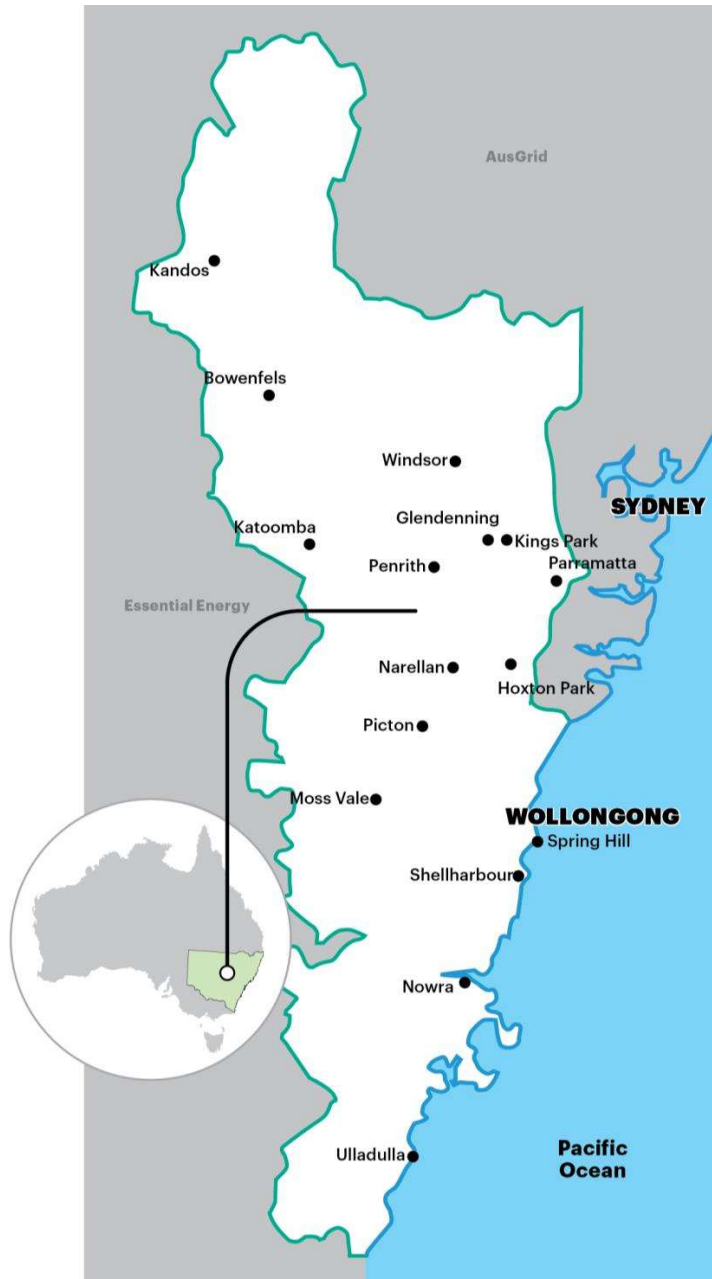 AusGrid
Kandos
Bowenfels
Windsor
SYDNEY
Glendenning
Katoomba
Kings Park
Penrith
Parramatta
Essential Energy
Narellan
Hoxton Park
Picton
Moss Vale
WOLLONGONG
Spring Hill
Shellharbour
Nowra
Ulladulla
Pacific
Ocean